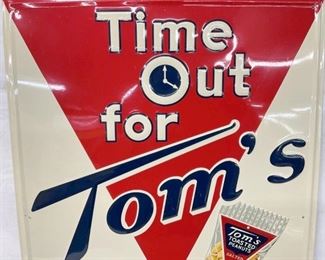 Time
Out
for
Tom's
Tom's
TOASTED
PEANUTS